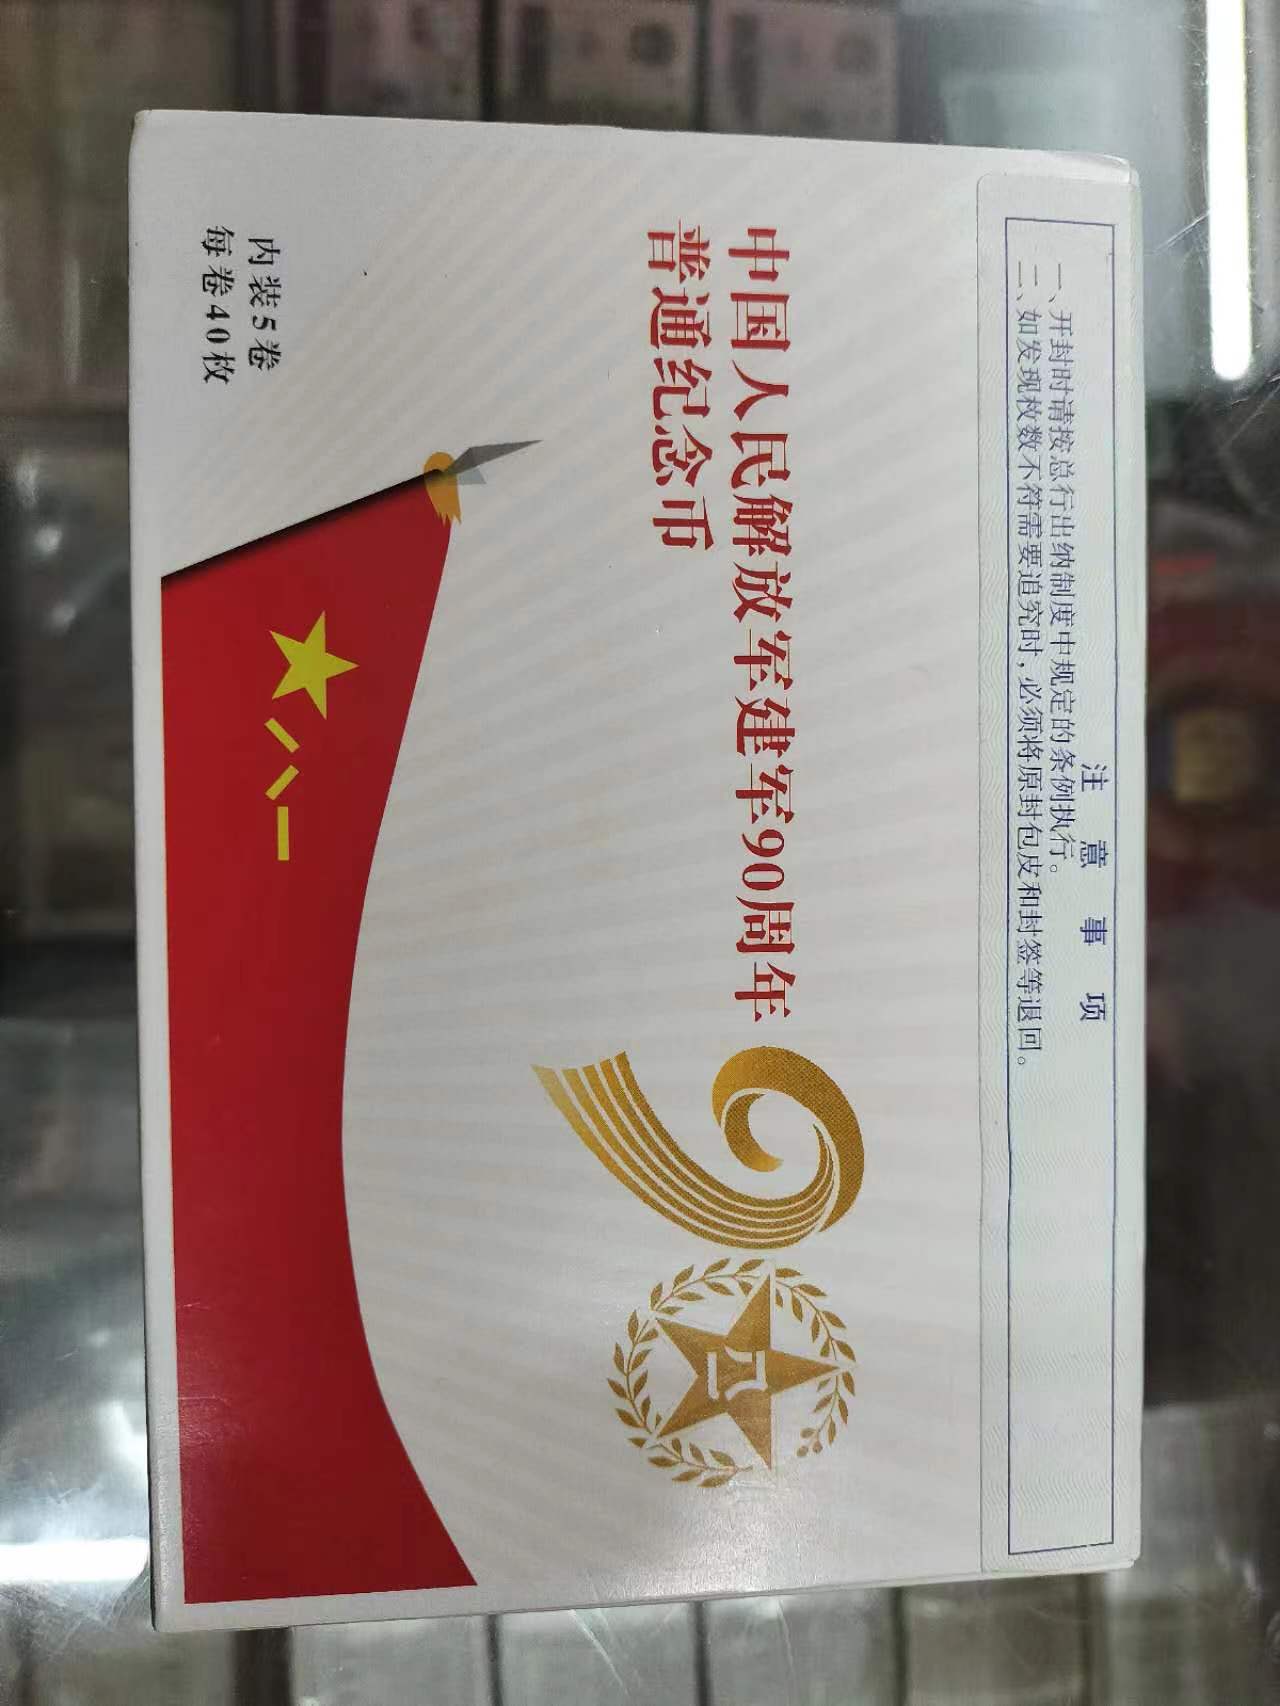 注意事项
一、开封时请按总行出纳制度中规定的条例执行。
二、如发现枚数不符需要追究时，必须将原封包皮和封签等退回。
中国人民解放军建军90周年
普通纪念币
八一
八一
内装5卷
每卷40枚